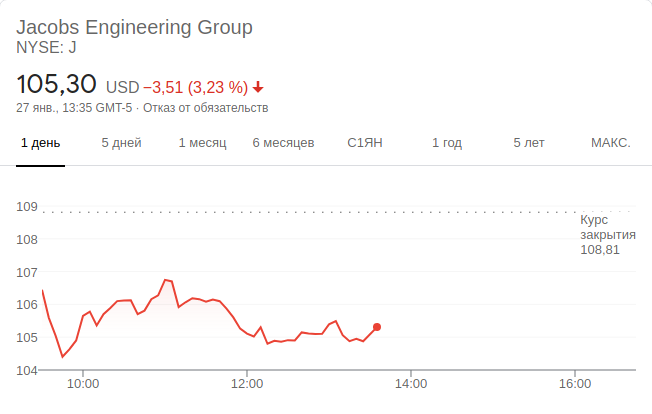 Jacobs Engineering Group
NYSE: J
105,30 USD −3,51 (3,23 %)
27 янв., 13:35 GMT-5 · Отказ от обязательств
1 день 5 дней 1 месяц 6 месяцев С1ЯН 1 год 5 лет МАКС.
109
Курс
закрытия
108,81
108
107
106
105
104
10:00 12:00 14:00 16:00